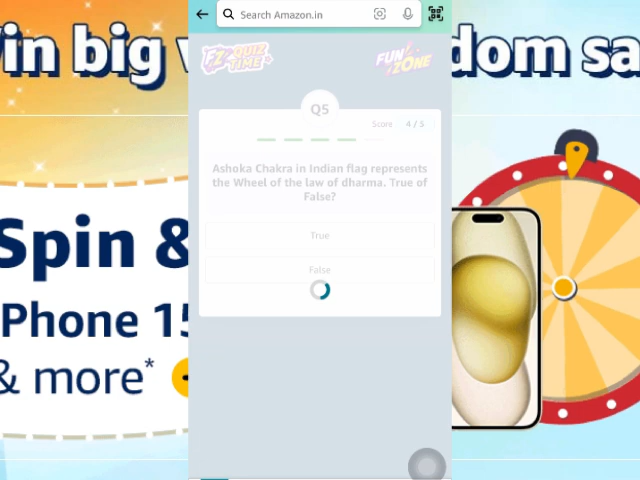 in big
Search Amazon.in
dom sa
FZ QUIZ TIME
FUN ZONE
Q5
Score 4 / 5
Ashoka Chakra in Indian flag represents
the Wheel of the law of dharma. True of
False?
True
False
Spin &
Phone 15
& more*